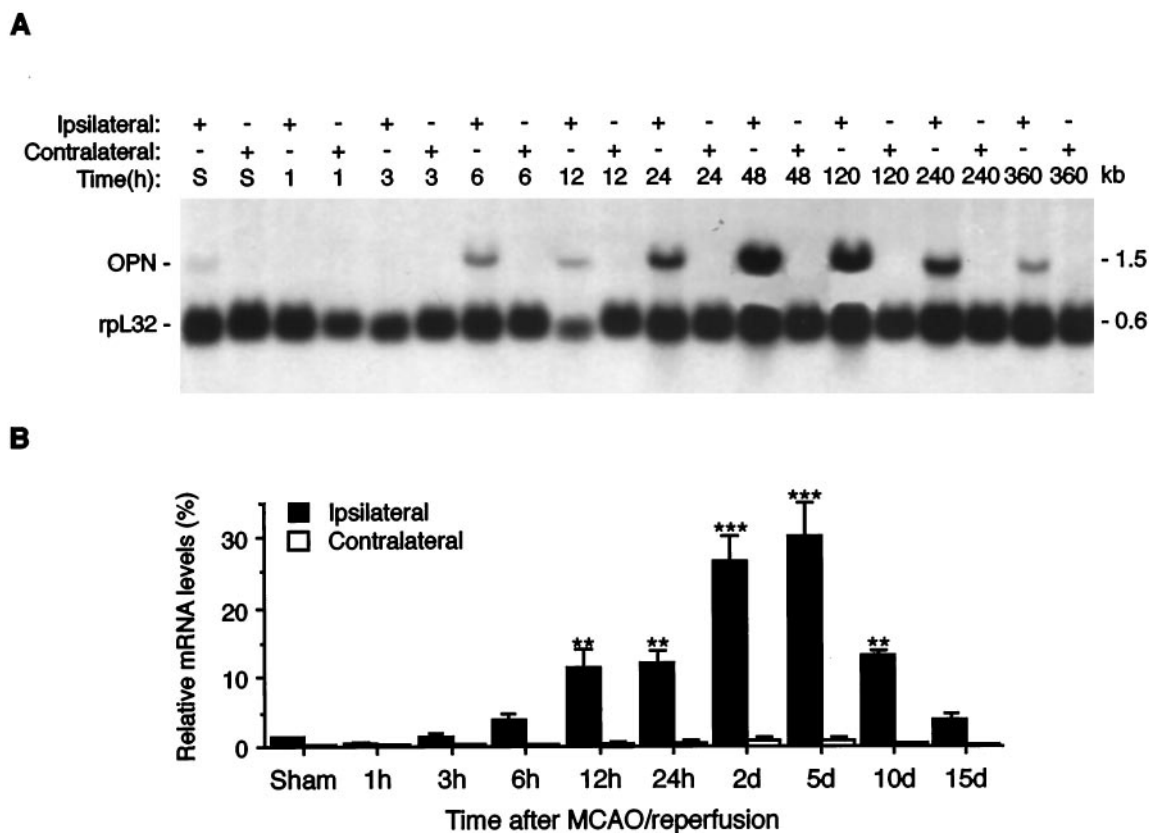 A
Ipsilateral: + - + - + - + - + - + - + - + - + - + -
Contralateral: - + - + - + - + - + - + - + - + - + - +
Time(h): S S 1 1 3 3 6 6 12 12 24 24 48 48 120 120 240 240 360 360 kb
OPN - - 1.5
rpL32 - - 0.6
B
Relative mRNA levels (%)
Ipsilateral
Contralateral
30
20
10
0
** ** *** *** **
Sham 1h 3h 6h 12h 24h 2d 5d 10d 15d
Time after MCAO/reperfusion